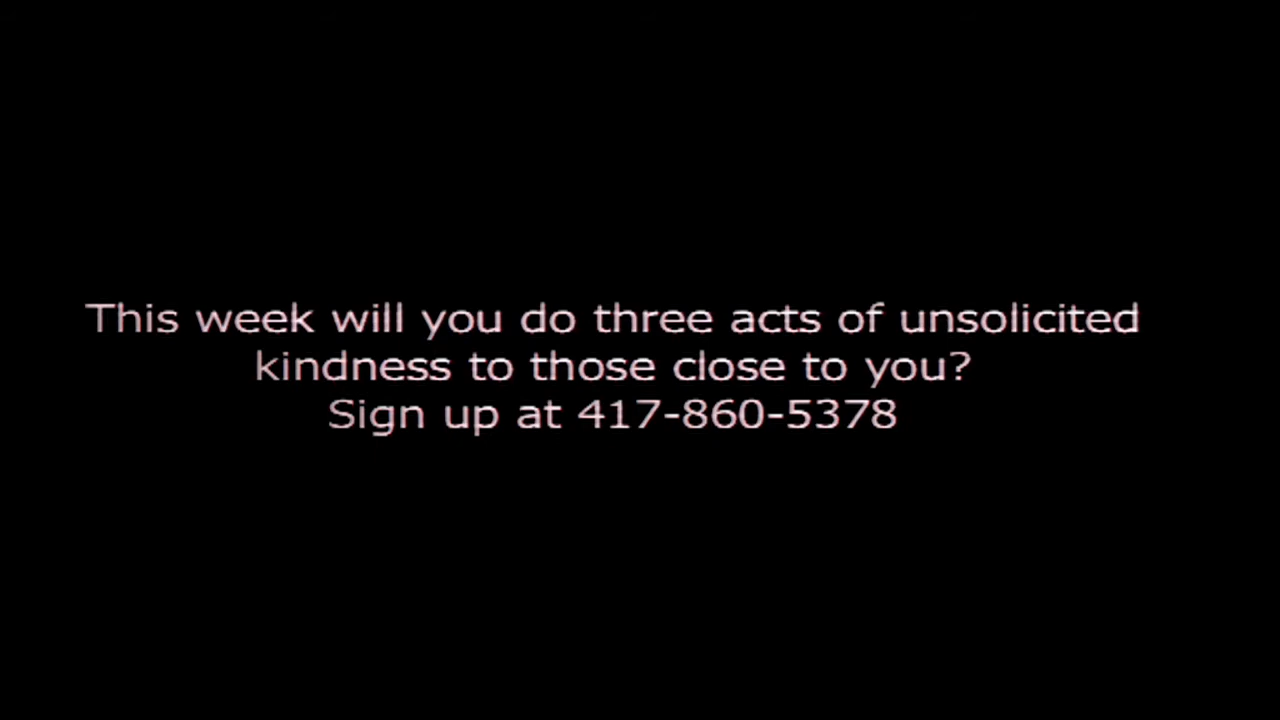 This week will you do three acts of unsolicited
kindness to those close to you?
Sign up at 417-860-5378